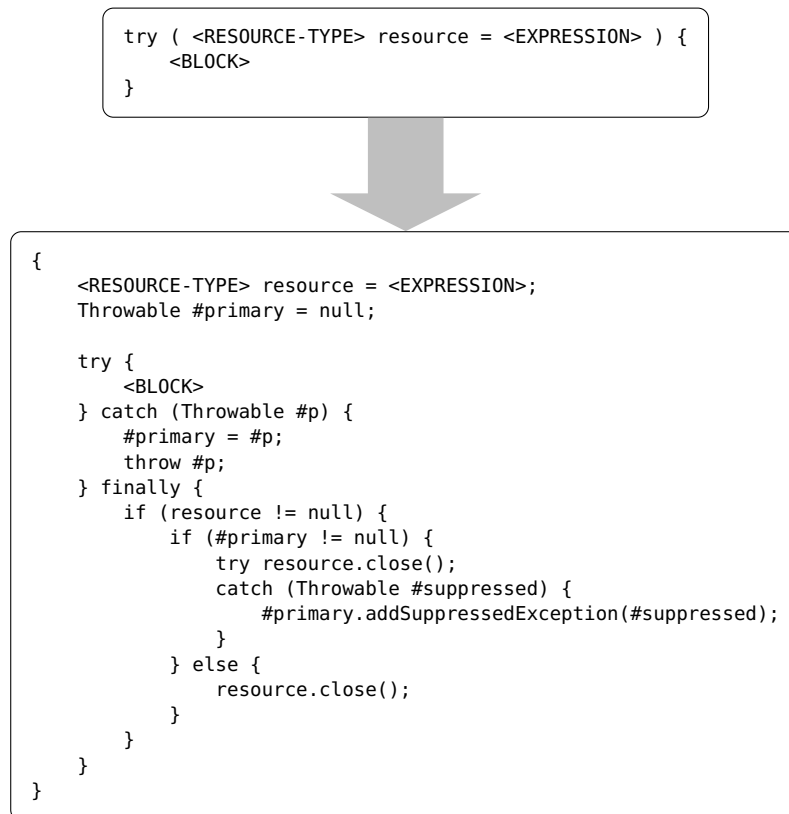 try ( <RESOURCE-TYPE> resource = <EXPRESSION> ) {
    <BLOCK>
}
{
    <RESOURCE-TYPE> resource = <EXPRESSION>;
    Throwable #primary = null;

    try {
        <BLOCK>
    } catch (Throwable #p) {
        #primary = #p;
        throw #p;
    } finally {
        if (resource != null) {
            if (#primary != null) {
                try resource.close();
                catch (Throwable #suppressed) {
                    #primary.addSuppressedException(#suppressed);
                }
            } else {
                resource.close();
            }
        }
    }
}